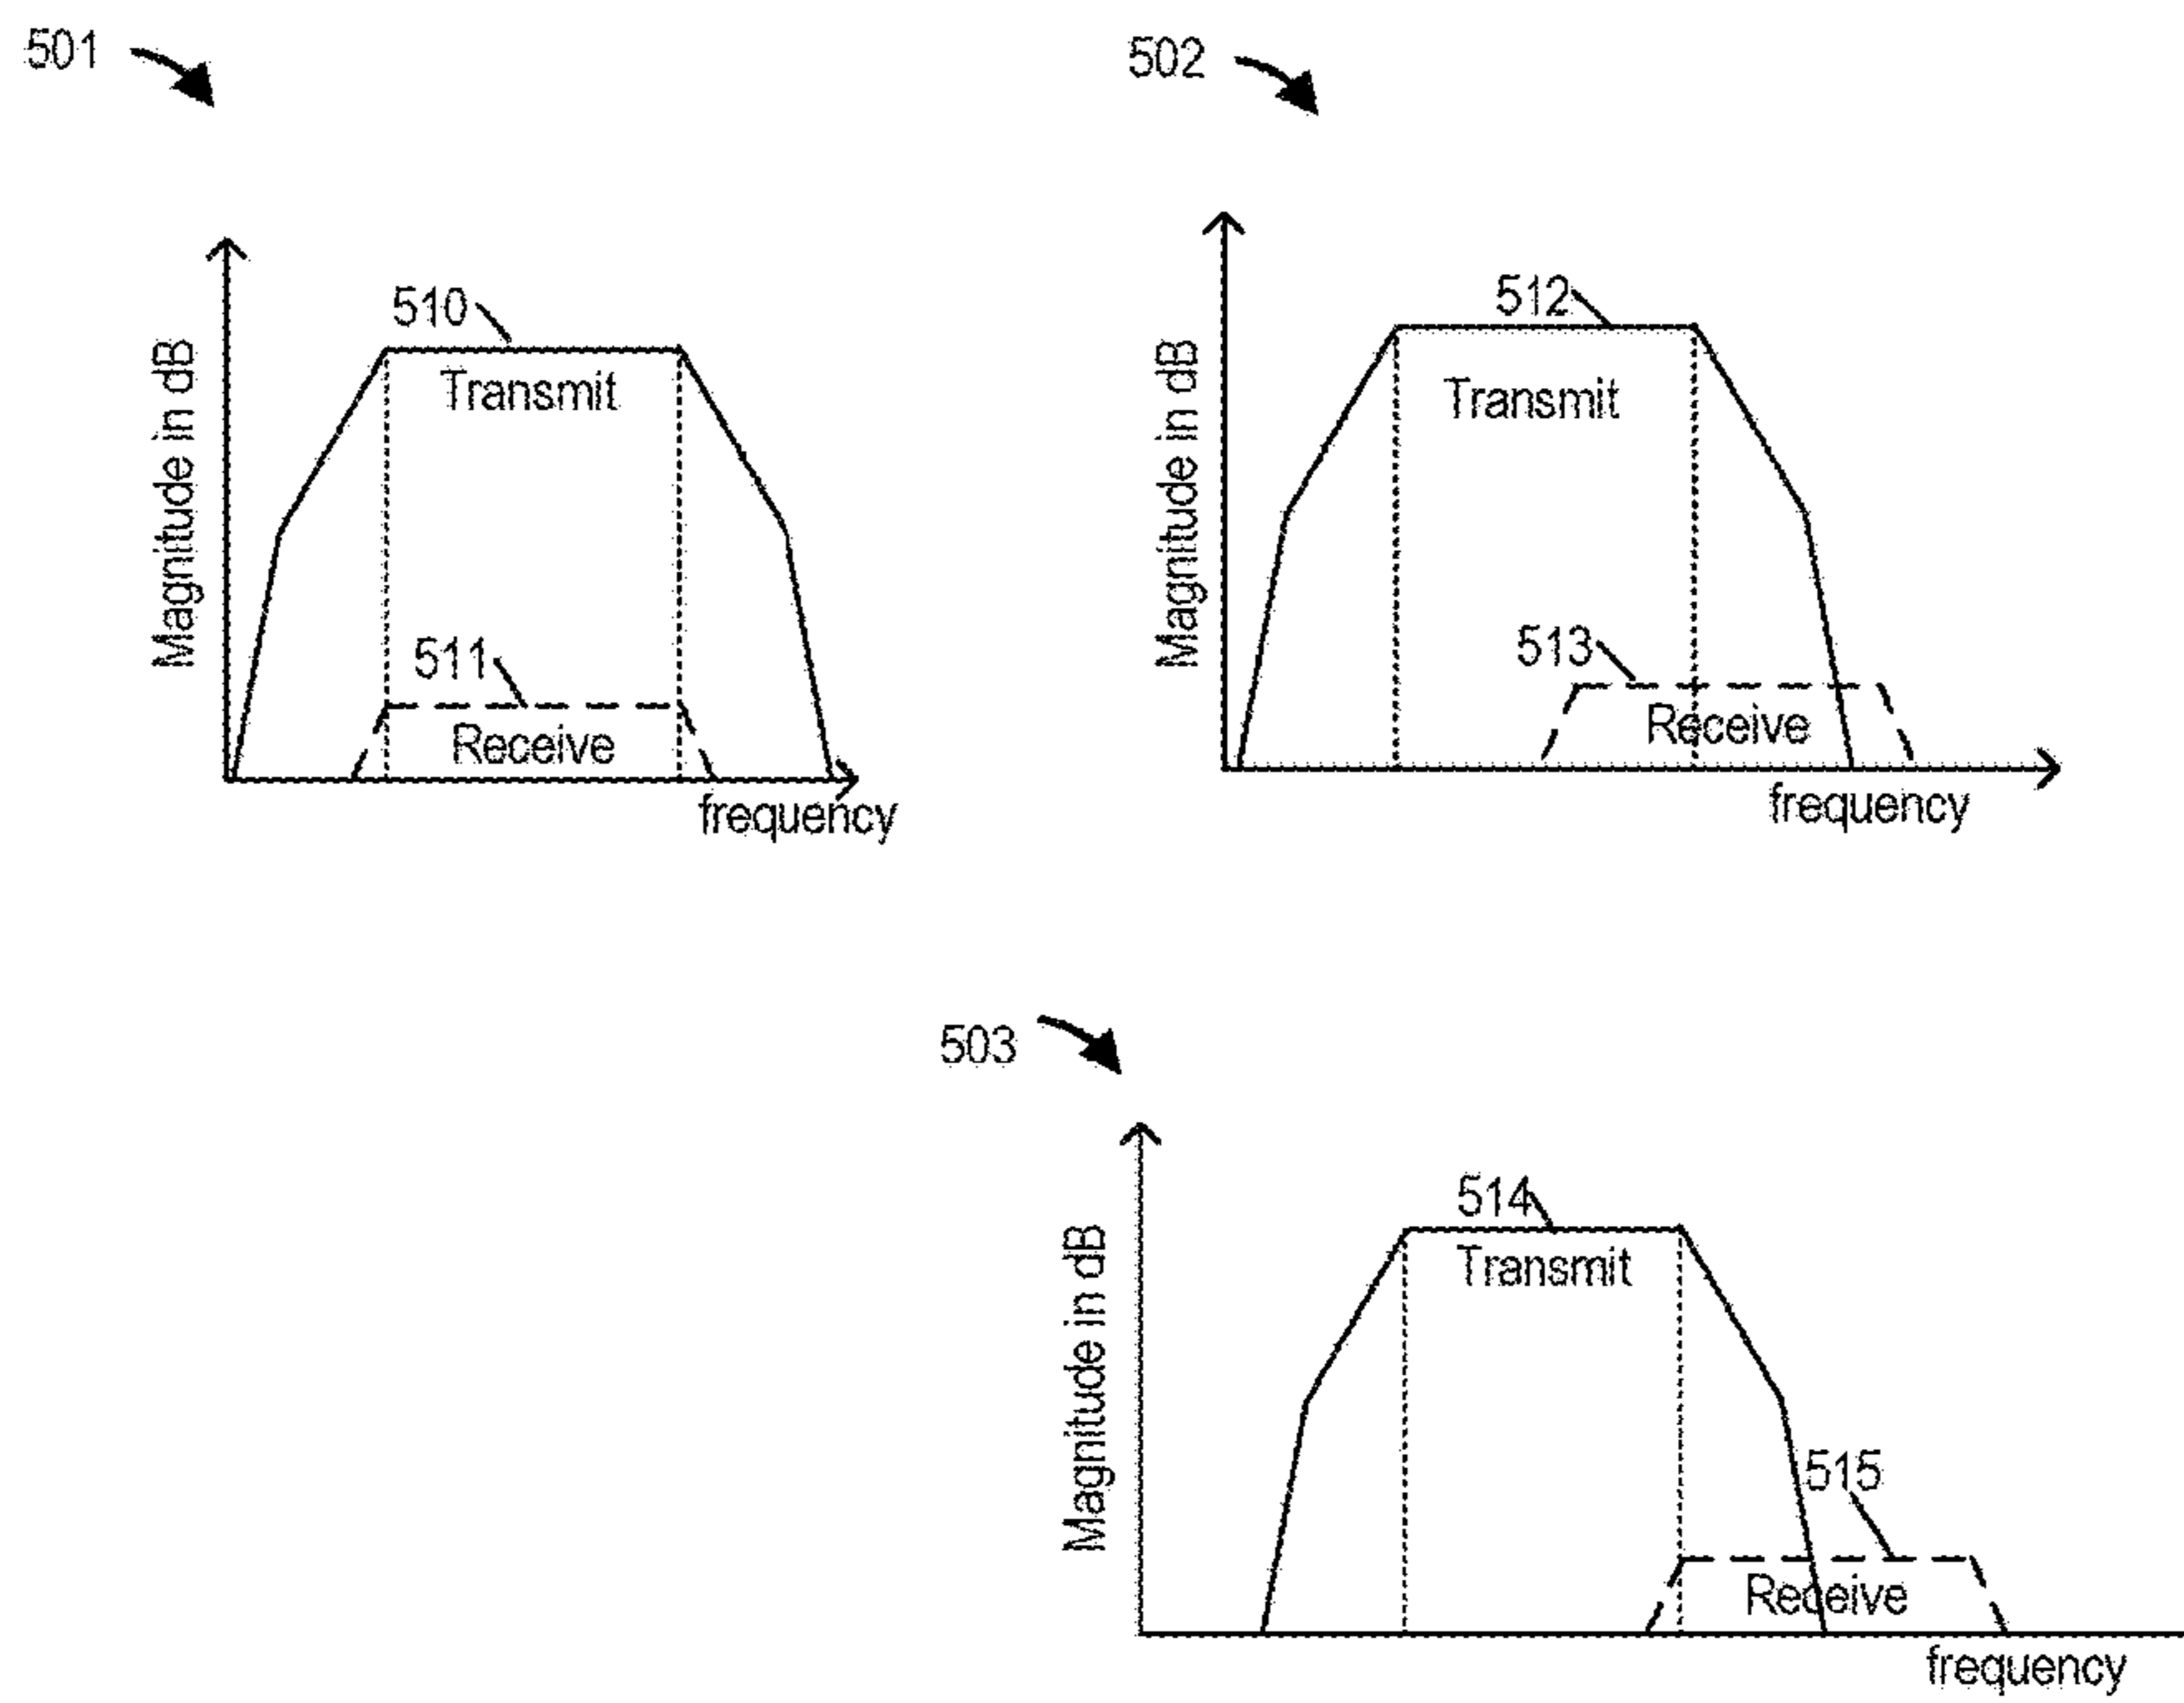 501
502
510
Transmit
Magnitude in dB
511
Receive
frequency
512
Transmit
Magnitude in dB
513
Receive
frequency
503
514
Transmit
Magnitude in dB
515
Receive
frequency